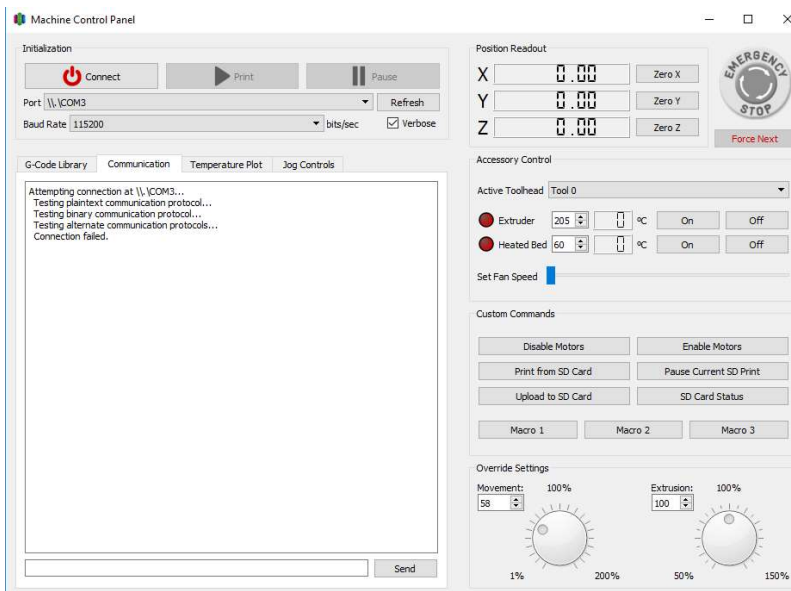 Machine Control Panel
Initialization
Connect
Print
Pause
Port \\.\COM3
Refresh
Baud Rate 115200
bits/sec
Verbose
Position Readout
X 0.00 Zero X
Y 0.00 Zero Y
Z 0.00 Zero Z
EMERGENCY
STOP
Force Next
G-Code Library
Communication
Temperature Plot
Jog Controls
Attempting connection at \\.\COM3...
Testing plaintext communication protocol...
Testing binary communication protocol...
Testing alternate communication protocols...
Connection failed.
Send
Accessory Control
Active Toolhead Tool 0
Extruder 205 0 ºC On Off
Heated Bed 60 0 ºC On Off
Set Fan Speed
Custom Commands
Disable Motors
Enable Motors
Print from SD Card
Pause Current SD Print
Upload to SD Card
SD Card Status
Macro 1
Macro 2
Macro 3
Override Settings
Movement: 100%
58
1% 200%
Extrusion: 100%
100
50% 150%